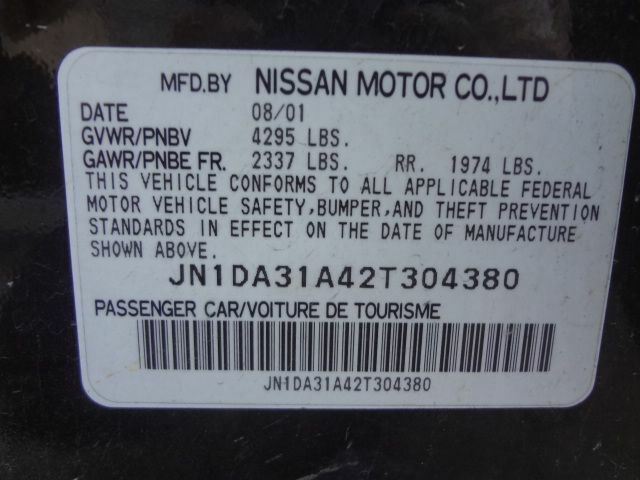 MFD.BY NISSAN MOTOR CO.,LTD
DATE 08/01
GVWR/PNBV 4295 LBS.
GAWR/PNBE FR. 2337 LBS. RR. 1974 LBS.
THIS VEHICLE CONFORMS TO ALL APPLICABLE FEDERAL
MOTOR VEHICLE SAFETY,BUMPER,AND THEFT PREVENTION
STANDARDS IN EFFECT ON THE DATE OF MANUFACTURE
SHOWN ABOVE.
JN1DA31A42T304380
PASSENGER CAR/VOITURE DE TOURISME
JN1DA31A42T304380